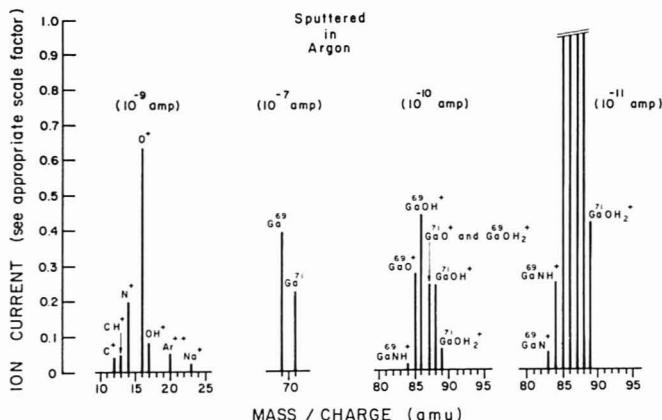 Sputtered
in
Argon
ION CURRENT (see appropriate scale factor)
1.0
0.9
0.8
0.7
0.6
0.5
0.4
0.3
0.2
0.1
0
(10⁻⁹ amp)
O⁺
N⁺
CH⁺
C⁺
OH⁺
Ar⁺⁺
Na⁺
10 15 20 25
(10⁻⁷ amp)
Ga⁶⁹
Ga⁷¹
70
(10⁻¹⁰ amp)
⁶⁹GaOH⁺
⁷¹GaO⁺ and ⁶⁹GaOH₂⁺
⁶⁹GaO⁺
⁷¹GaOH⁺
⁶⁹GaNH⁺
⁷¹GaOH₂⁺
80 85 90 95
(10⁻¹¹ amp)
⁷¹GaOH₂⁺
⁶⁹GaNH⁺
⁶⁹GaN⁺
80 85 90 95
MASS / CHARGE (amu)